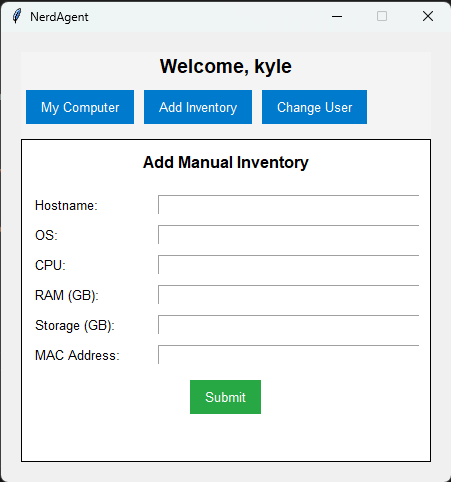 NerdAgent
Welcome, kyle
My Computer Add Inventory Change User
Add Manual Inventory
Hostname:
OS:
CPU:
RAM (GB):
Storage (GB):
MAC Address:
Submit